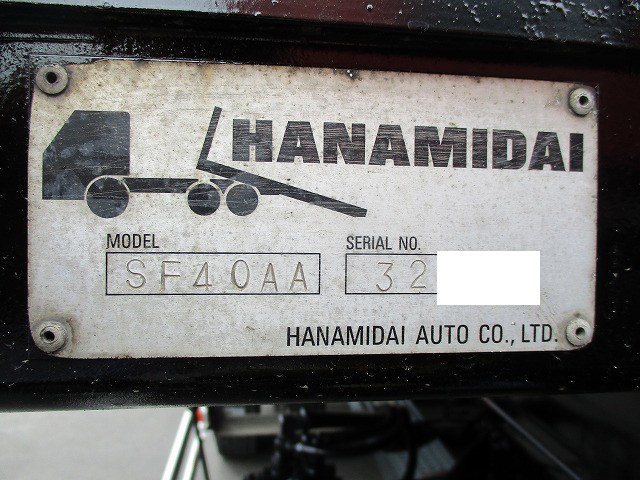 HANAMIDAI
MODEL
SF40AA
SERIAL NO.
32
HANAMIDAI AUTO CO., LTD.